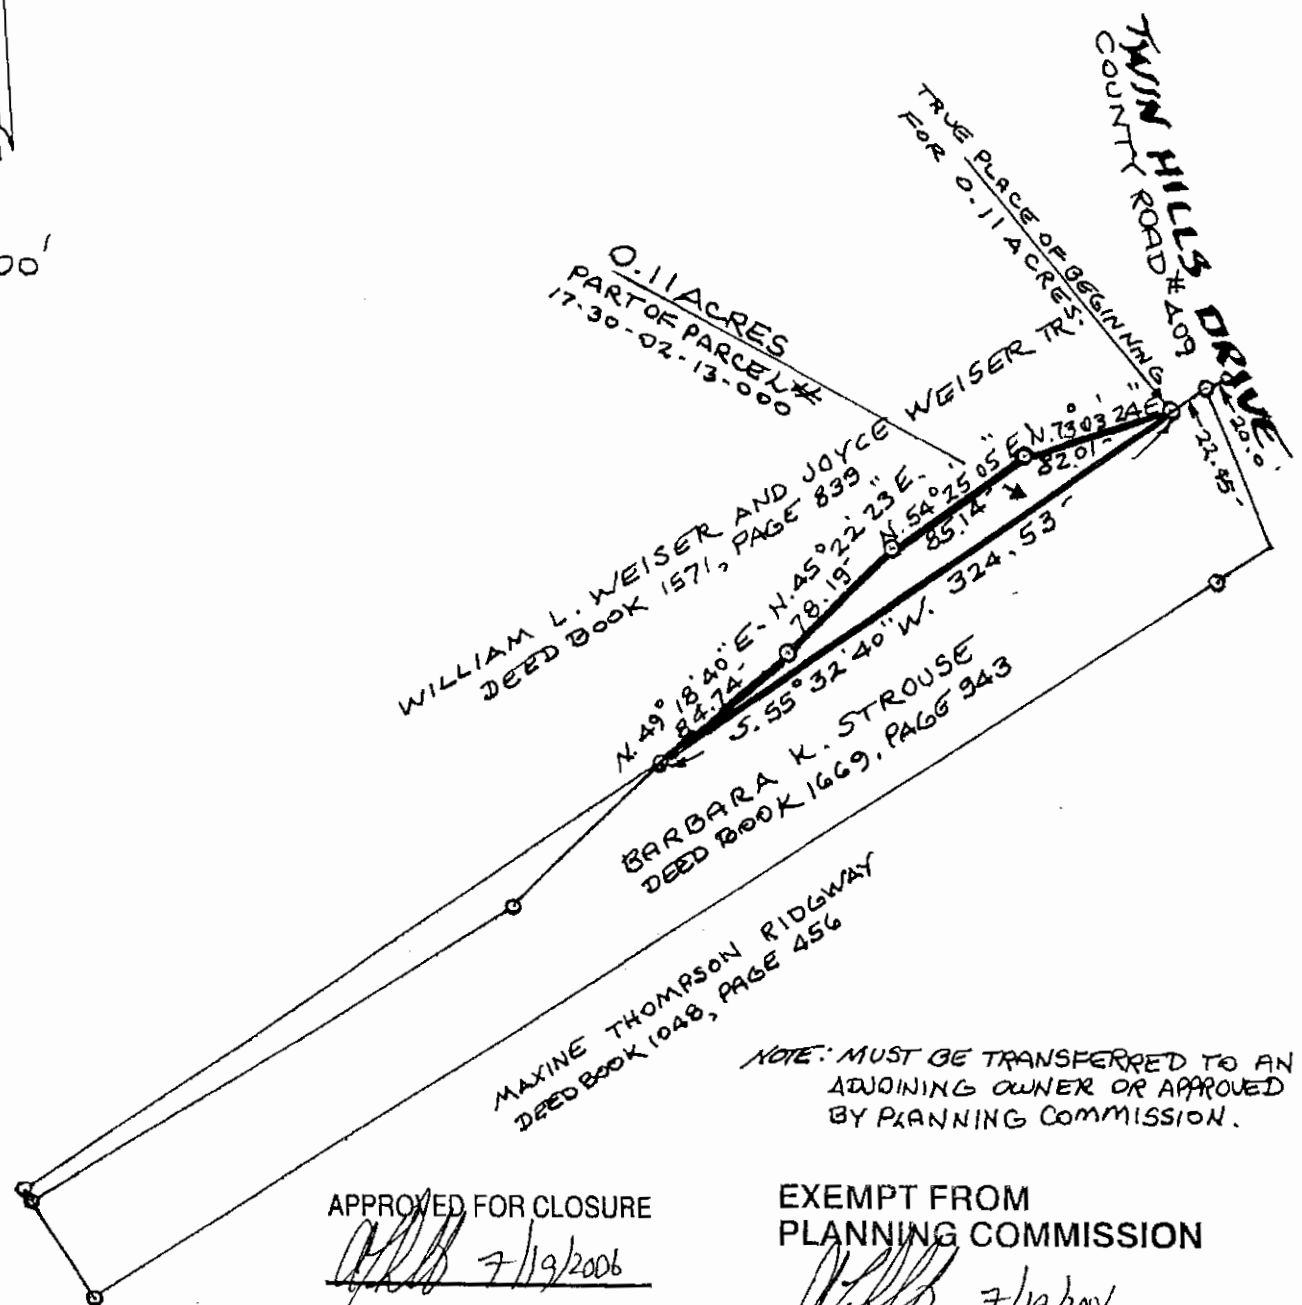 TWIN HILLS DRIVE
COUNTY ROAD # 409
TRUE PLACE OF BEGINNING
FOR 0.11 ACRES.
00'
0.11 ACRES
PART OF PARCEL #
17-30-02-13-000
WILLIAM L. WEISER AND JOYCE WEISER TR.
DEED BOOK 1571, PAGE 839
N. 73° 03' 24" E
82.01'
20.0'
22.45'
N. 54° 25' 05" E
85.14'
N. 45° 22' 23" E.
78.19'
N. 49° 18' 40" E
84.74'
S. 55° 32' 40" W. 324.53'
BARBARA K. STROUSE
DEED BOOK 1669, PAGE 943
MAXINE THOMPSON RIDGWAY
DEED BOOK 1048, PAGE 456
NOTE: MUST BE TRANSFERRED TO AN
ADJOINING OWNER OR APPROVED
BY PLANNING COMMISSION.
APPROVED FOR CLOSURE
7/19/2006
EXEMPT FROM
PLANNING COMMISSION